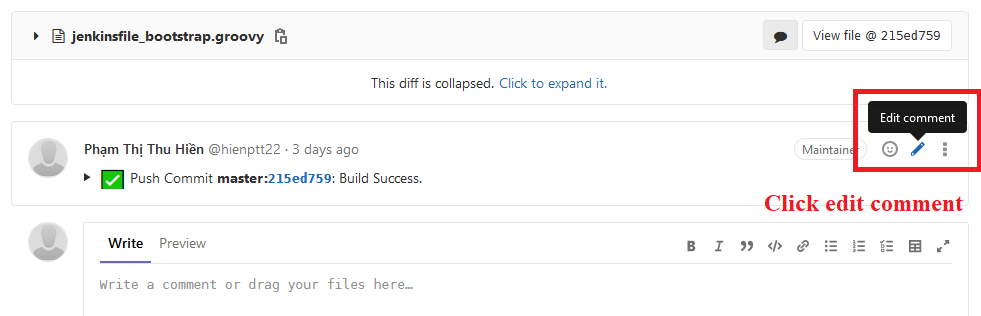 jenkinsfile_bootstrap.groovy
View file @ 215ed759
This diff is collapsed. Click to expand it.
Edit comment
Phạm Thị Thu Hiền @hienptt22 · 3 days ago
Maintainer
Push Commit master:215ed759: Build Success.
Click edit comment
Write Preview
Write a comment or drag your files here…